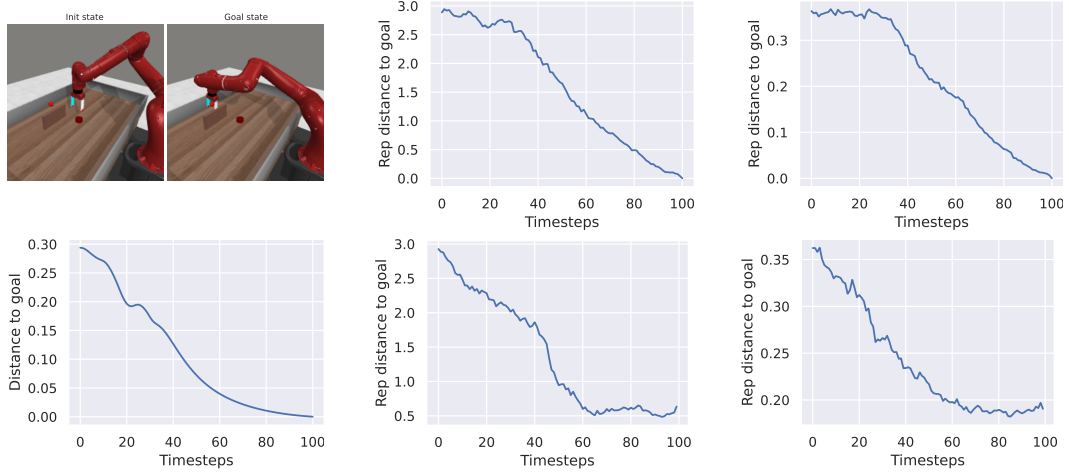 Init state
Goal state
Rep distance to goal
3.0
2.5
2.0
1.5
1.0
0.5
0.0
0 20 40 60 80 100
Timesteps
Rep distance to goal
0.3
0.2
0.1
0.0
0 20 40 60 80 100
Timesteps
Distance to goal
0.30
0.25
0.20
0.15
0.10
0.05
0.00
0 20 40 60 80 100
Timesteps
Rep distance to goal
3.0
2.5
2.0
1.5
1.0
0.5
0 20 40 60 80 100
Timesteps
Rep distance to goal
0.35
0.30
0.25
0.20
0 20 40 60 80 100
Timesteps